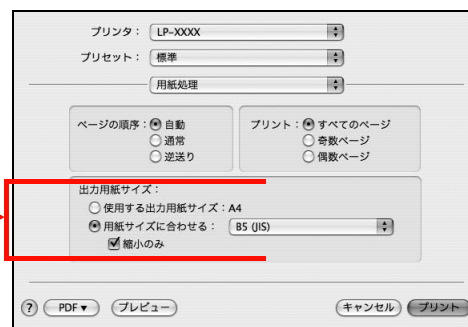 プリンタ： LP-XXXX
プリセット： 標準
用紙処理
ページの順序： 自動
通常
逆送り
プリント： すべてのページ
奇数ページ
偶数ページ
出力用紙サイズ：
使用する出力用紙サイズ：A4
用紙サイズに合わせる： B5 (JIS)
縮小のみ
? PDF▼ プレビュー キャンセル プリント